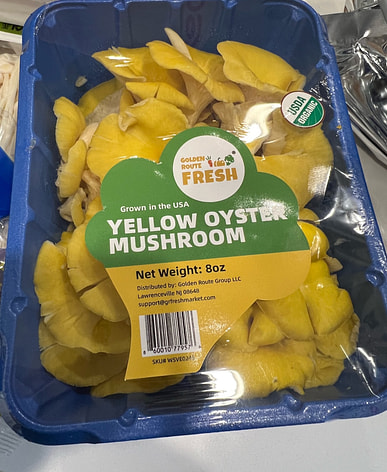 USDA
ORGANIC
GOLDEN
ROUTE
FRESH
Grown in the USA
YELLOW OYSTER
MUSHROOM
Net Weight: 8oz
Distributed by: Golden Route Group LLC
Lawrenceville NJ 08648
support@grfreshmarket.com
SKU#